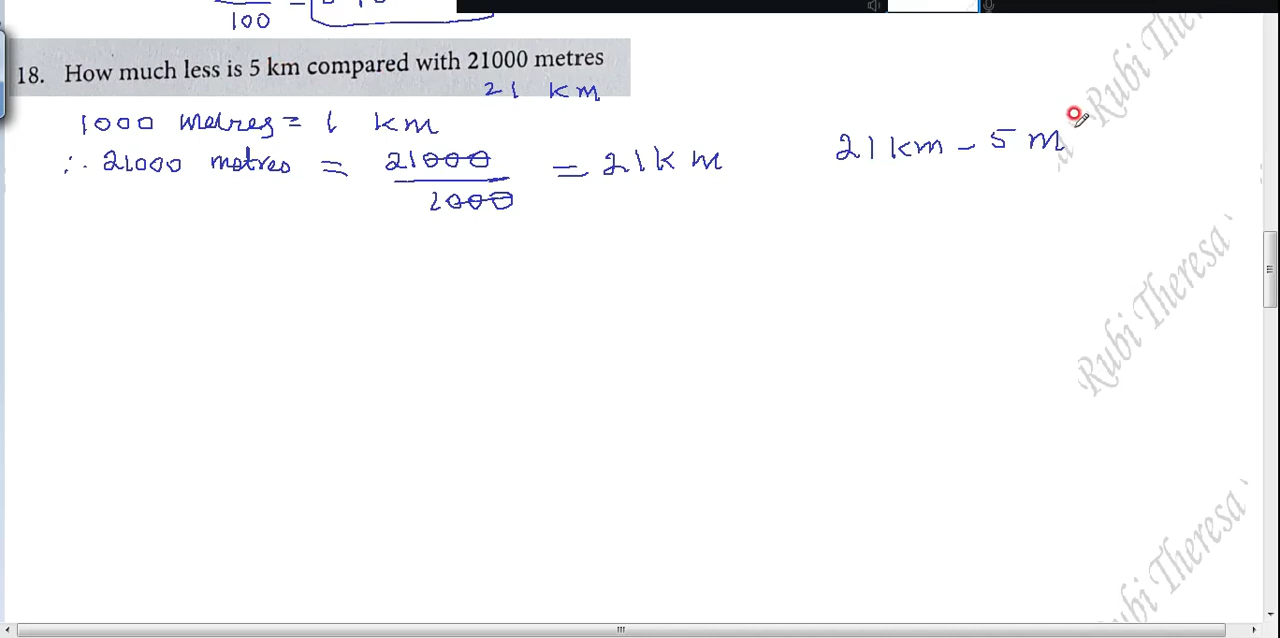 100 =
18. How much less is 5 km compared with 21000 metres
21 km
1000 metres = 1 km
∴ 21000 metres = 21000 / 1000 = 21 km
21 km - 5 m
Rubi Theresa
Rubi Theresa
Rubi Theresa